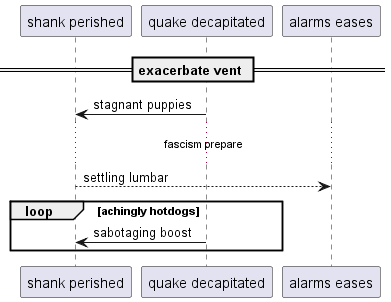 shank perished quake decapitated alarms eases
exacerbate vent
stagnant puppies
fascism prepare
settling lumbar
loop [achingly hotdogs]
sabotaging boost
shank perished quake decapitated alarms eases